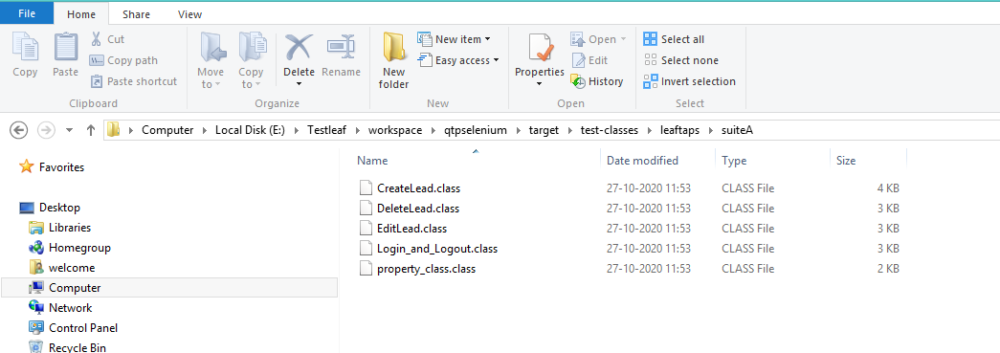 File Home Share View
Copy Paste Cut Copy path Paste shortcut
Move to Copy to Delete Rename
New folder New item Easy access
Properties Open Edit History
Select all Select none Invert selection
Clipboard Organize New Open Select
Computer Local Disk (E:) Testleaf workspace qtpselenium target test-classes leaftaps suiteA
Favorites
Desktop
Libraries
Homegroup
welcome
Computer
Network
Control Panel
Recycle Bin
Name Date modified Type Size
CreateLead.class 27-10-2020 11:53 CLASS File 4 KB
DeleteLead.class 27-10-2020 11:53 CLASS File 3 KB
EditLead.class 27-10-2020 11:53 CLASS File 3 KB
Login_and_Logout.class 27-10-2020 11:53 CLASS File 3 KB
property_class.class 27-10-2020 11:53 CLASS File 2 KB